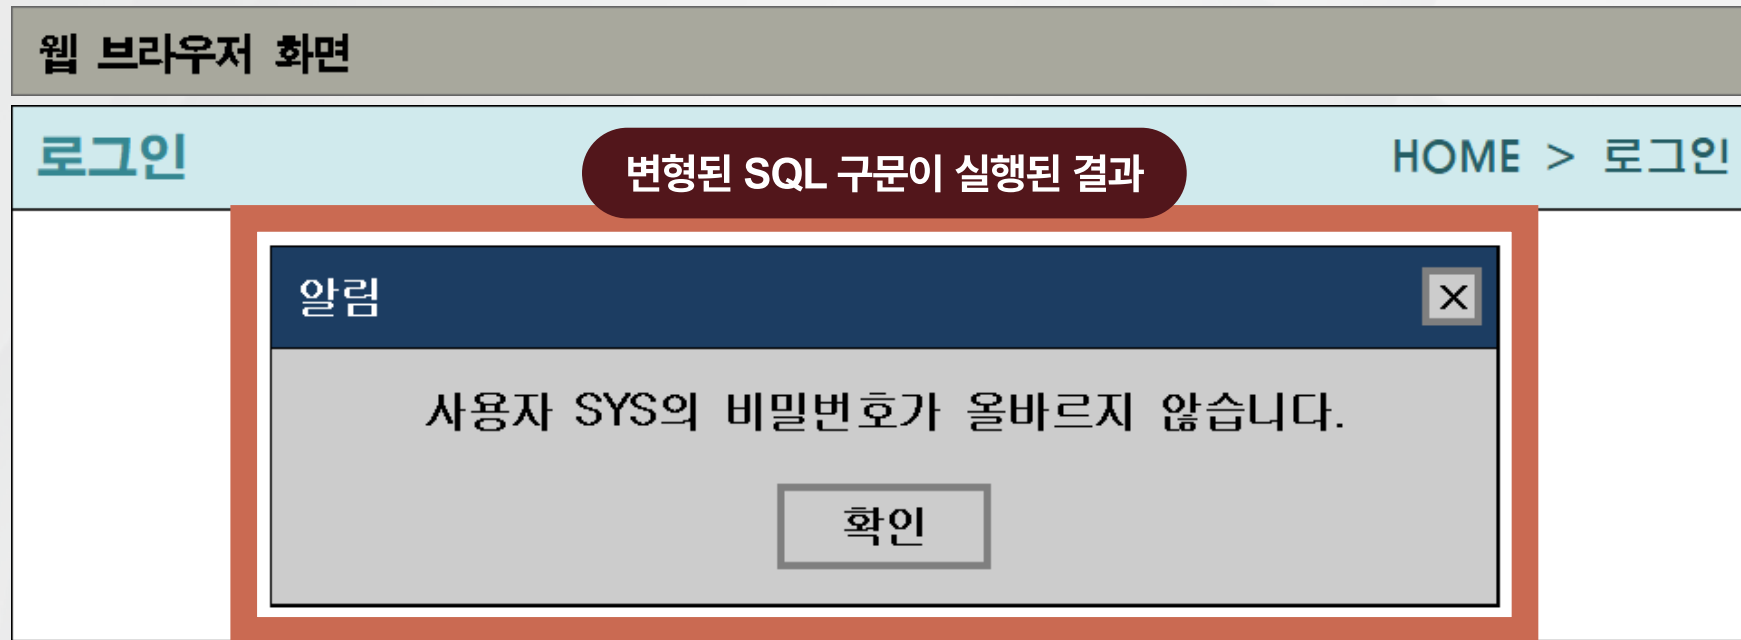 웹 브라우저 화면
로그인
변형된 SQL 구문이 실행된 결과
HOME > 로그인
알림
X
사용자 SYS의 비밀번호가 올바르지 않습니다.
확인